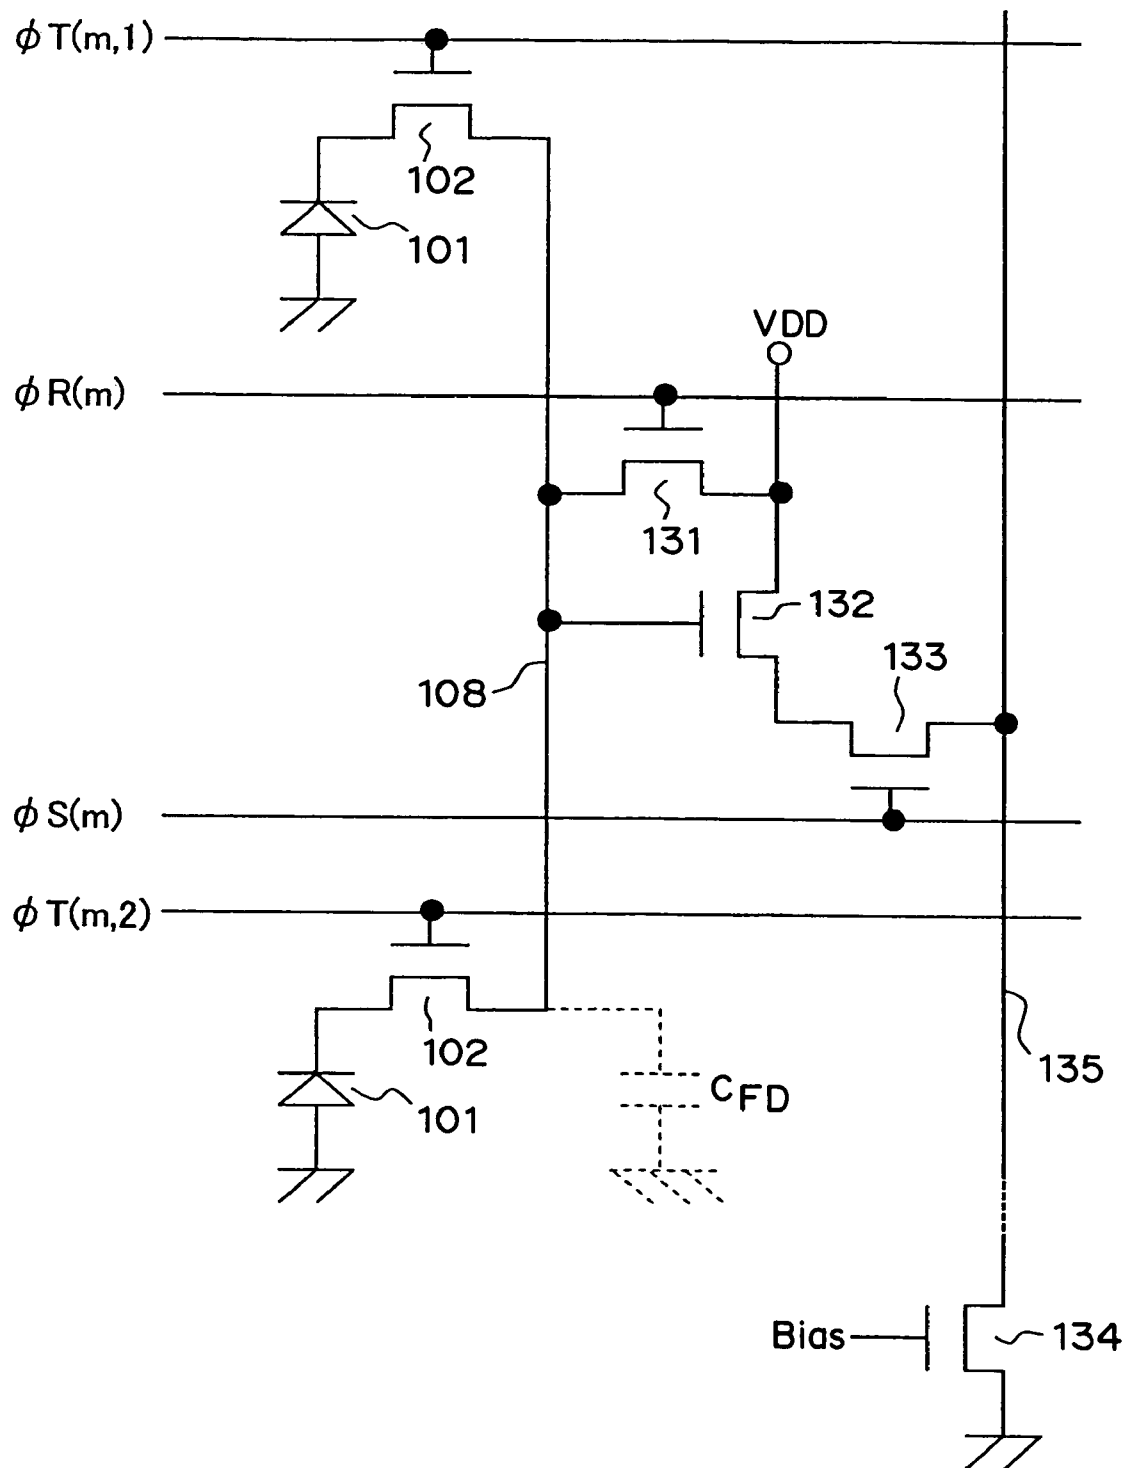 ϕT(m,1)
102
101
VDD
ϕR(m)
131
132
133
108
ϕS(m)
ϕT(m,2)
102
135
CFD
101
Bias
134